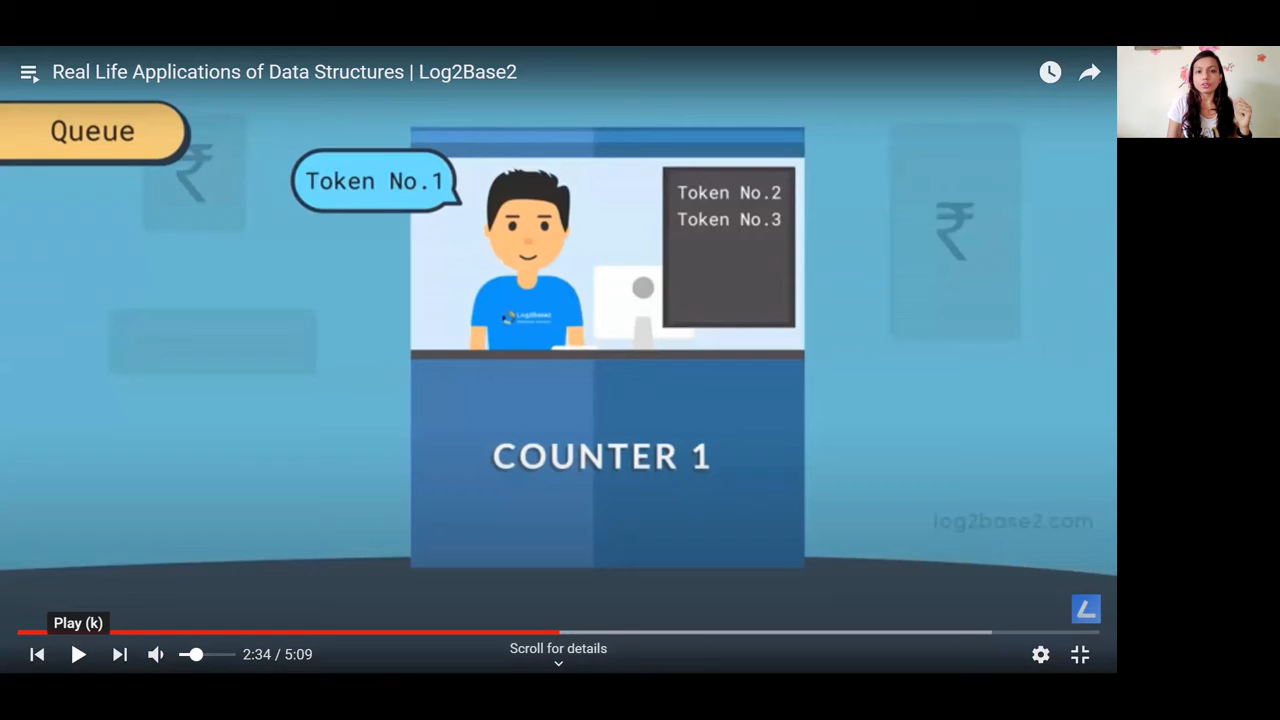 Real Life Applications of Data Structures | Log2Base2
Queue
Token No.1
Token No.2
Token No.3
Log2Base2
COUNTER 1
log2base2.com
Play (k)
2:34 / 5:09
Scroll for details